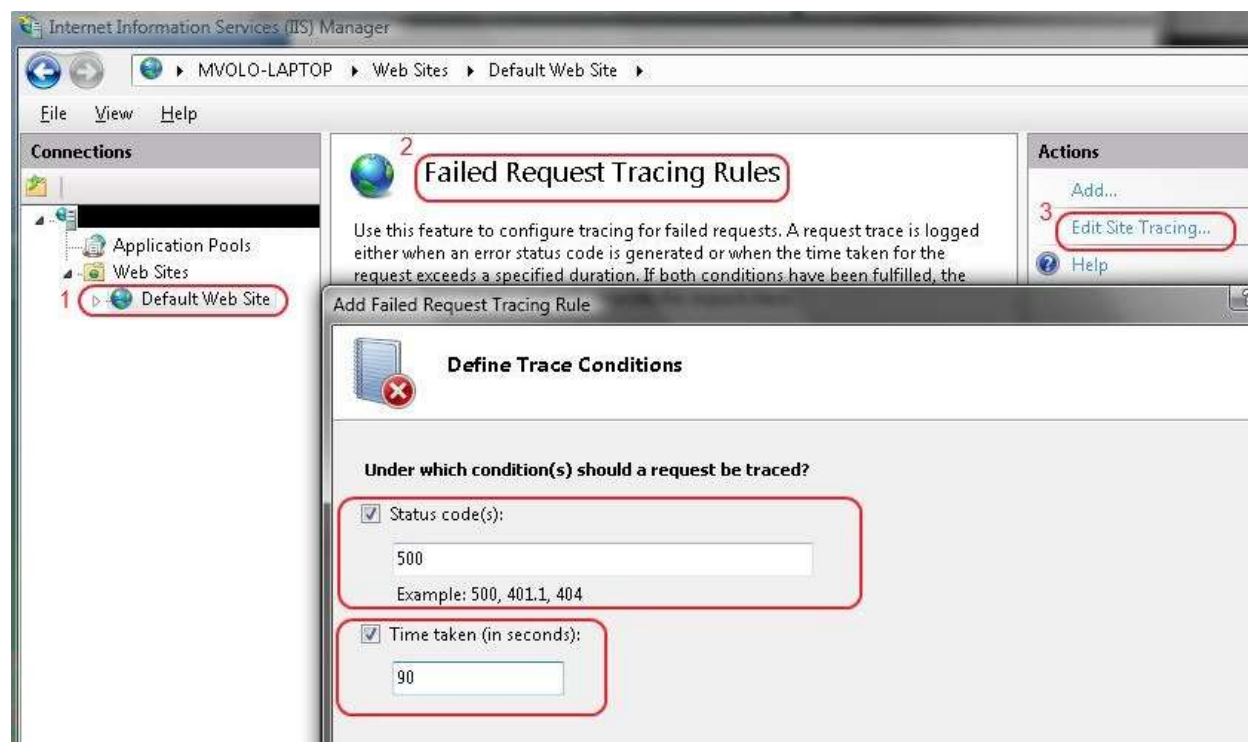 Internet Information Services (IIS) Manager
MVOLO-LAPTOP ▸ Web Sites ▸ Default Web Site ▸
File View Help
Connections
Application Pools
Web Sites
1 Default Web Site
2
Failed Request Tracing Rules
Use this feature to configure tracing for failed requests. A request trace is logged
either when an error status code is generated or when the time taken for the
request exceeds a specified duration. If both conditions have been fulfilled, the
Actions
Add...
3
Edit Site Tracing...
Help
Add Failed Request Tracing Rule
Define Trace Conditions
Under which condition(s) should a request be traced?
Status code(s):
500
Example: 500, 401.1, 404
Time taken (in seconds):
90